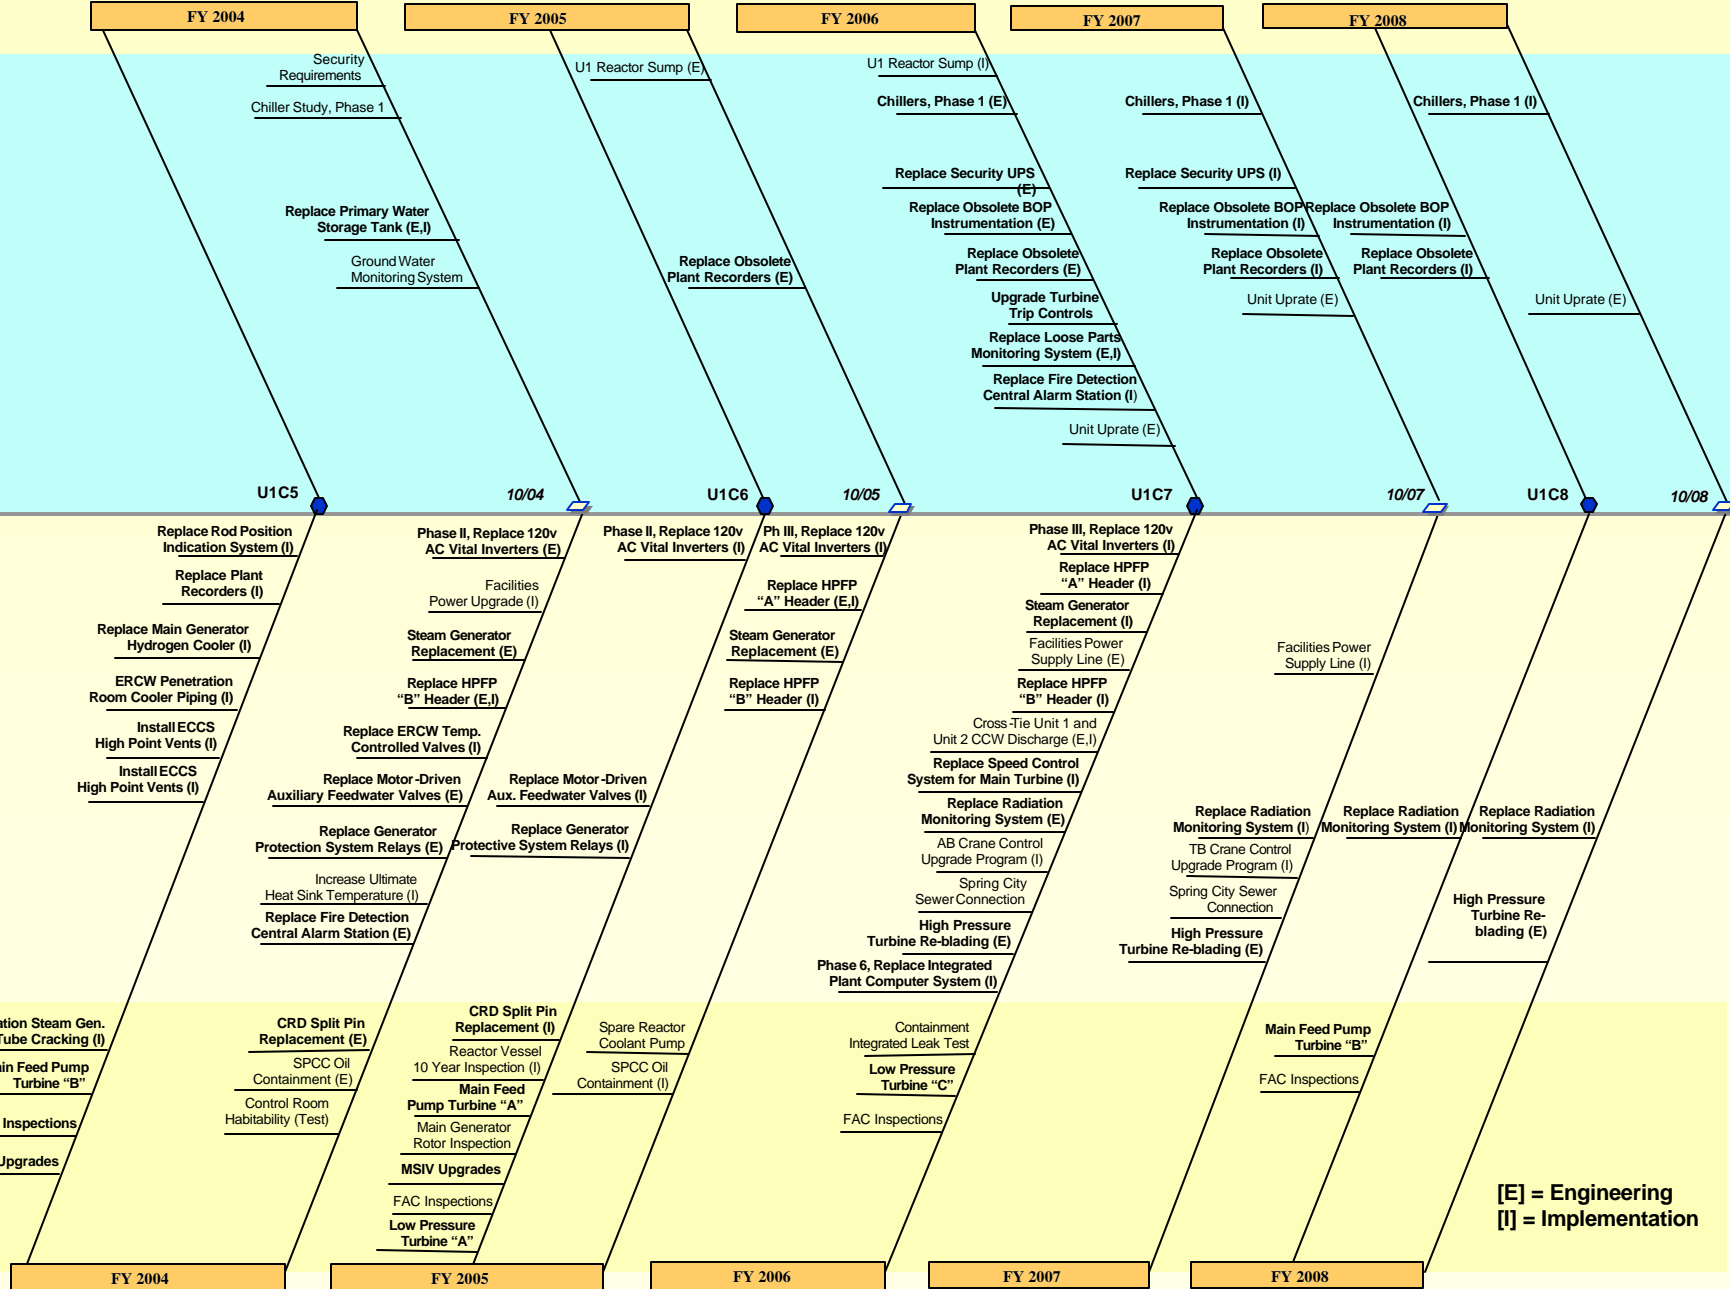 FY 2004
FY 2005
FY 2006
FY 2007
FY 2008
Security
Requirements
Chiller Study, Phase 1
Replace Primary Water
Storage Tank (E,I)
Ground Water
Monitoring System
U1 Reactor Sump (E)
Replace Obsolete
Plant Recorders (E)
U1 Reactor Sump (I)
Chillers, Phase 1 (E)
Replace Security UPS
(E)
Replace Obsolete BOP
Instrumentation (E)
Replace Obsolete
Plant Recorders (E)
Upgrade Turbine
Trip Controls
Replace Loose Parts
Monitoring System (E,I)
Replace Fire Detection
Central Alarm Station (I)
Unit Uprate (E)
Chillers, Phase 1 (I)
Replace Security UPS (I)
Replace Obsolete BOP
Instrumentation (I)
Replace Obsolete
Plant Recorders (I)
Unit Uprate (E)
Replace Obsolete BOP
Instrumentation (I)
Replace Obsolete
Plant Recorders (I)
Chillers, Phase 1 (I)
Unit Uprate (E)
U1C5
10/04
U1C6
10/05
U1C7
10/07
U1C8
10/08
Replace Rod Position
Indication System (I)
Replace Plant
Recorders (I)
Replace Main Generator
Hydrogen Cooler (I)
ERCW Penetration
Room Cooler Piping (I)
Install ECCS
High Point Vents (I)
Install ECCS
High Point Vents (I)
ation Steam Gen.
Tube Cracking (I)
in Feed Pump
Turbine “B”
Inspections
Upgrades
Phase II, Replace 120v
AC Vital Inverters (E)
Facilities
Power Upgrade (I)
Steam Generator
Replacement (E)
Replace HPFP
“B” Header (E,I)
Replace ERCW Temp.
Controlled Valves (I)
Replace Motor-Driven
Auxiliary Feedwater Valves (E)
Replace Generator
Protection System Relays (E)
Increase Ultimate
Heat Sink Temperature (I)
Replace Fire Detection
Central Alarm Station (E)
CRD Split Pin
Replacement (E)
SPCC Oil
Containment (E)
Control Room
Habitability (Test)
Phase II, Replace 120v
AC Vital Inverters (I)
Replace Motor-Driven
Aux. Feedwater Valves (I)
Replace Generator
Protective System Relays (I)
CRD Split Pin
Replacement (I)
Reactor Vessel
10 Year Inspection (I)
Main Feed
Pump Turbine “A”
Main Generator
Rotor Inspection
MSIV Upgrades
FAC Inspections
Low Pressure
Turbine “A”
Ph III, Replace 120v
AC Vital Inverters (I)
Replace HPFP
“A” Header (E,I)
Steam Generator
Replacement (E)
Replace HPFP
“B” Header (I)
Spare Reactor
Coolant Pump
SPCC Oil
Containment (I)
Phase III, Replace 120v
AC Vital Inverters (I)
Replace HPFP
“A” Header (I)
Steam Generator
Replacement (I)
Facilities Power
Supply Line (E)
Replace HPFP
“B” Header (I)
Cross-Tie Unit 1 and
Unit 2 CCW Discharge (E,I)
Replace Speed Control
System for Main Turbine (I)
Replace Radiation
Monitoring System (E)
AB Crane Control
Upgrade Program (I)
Spring City
Sewer Connection
High Pressure
Turbine Re-blading (E)
Phase 6, Replace Integrated
Plant Computer System (I)
Containment
Integrated Leak Test
Low Pressure
Turbine “C”
FAC Inspections
Facilities Power
Supply Line (I)
Replace Radiation
Monitoring System (I)
TB Crane Control
Upgrade Program (I)
Spring City Sewer
Connection
High Pressure
Turbine Re-blading (E)
Replace Radiation
Monitoring System (I)
Main Feed Pump
Turbine “B”
FAC Inspections
Replace Radiation
Monitoring System (I)
High Pressure
Turbine Re-
blading (E)
[E] = Engineering
[I] = Implementation
FY 2004
FY 2005
FY 2006
FY 2007
FY 2008